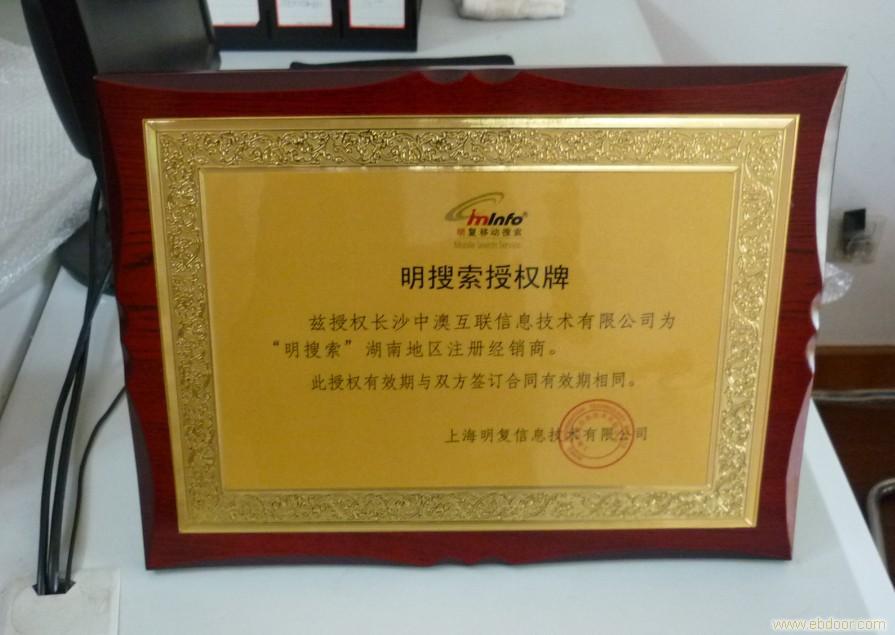 mInfo®
明复移动搜索
Mobile Search Service
明搜索授权牌
兹授权长沙中澳互联信息技术有限公司为
“明搜索”湖南地区注册经销商。
此授权有效期与双方签订合同有效期相同。
上海明复信息技术有限公司
www.ebdoor.com